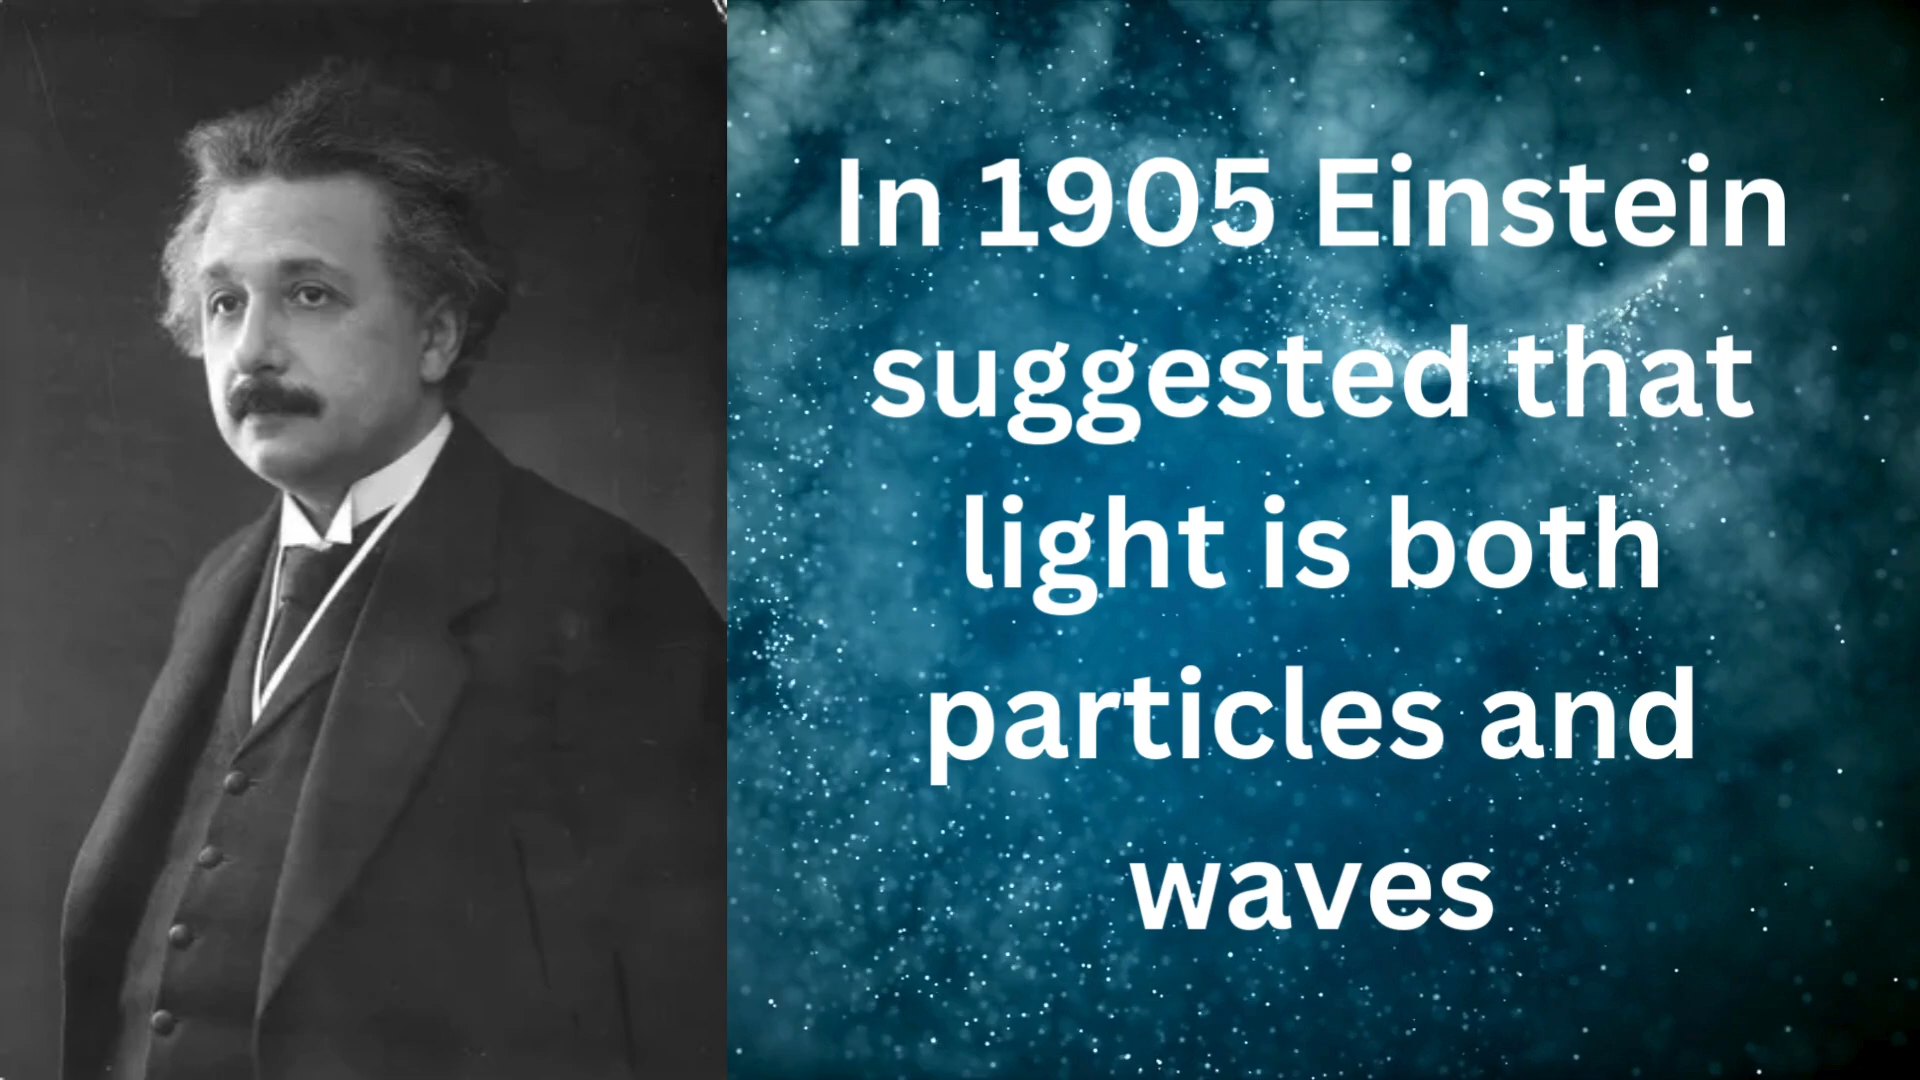 In 1905 Einstein
suggested that
light is both
particles and
waves